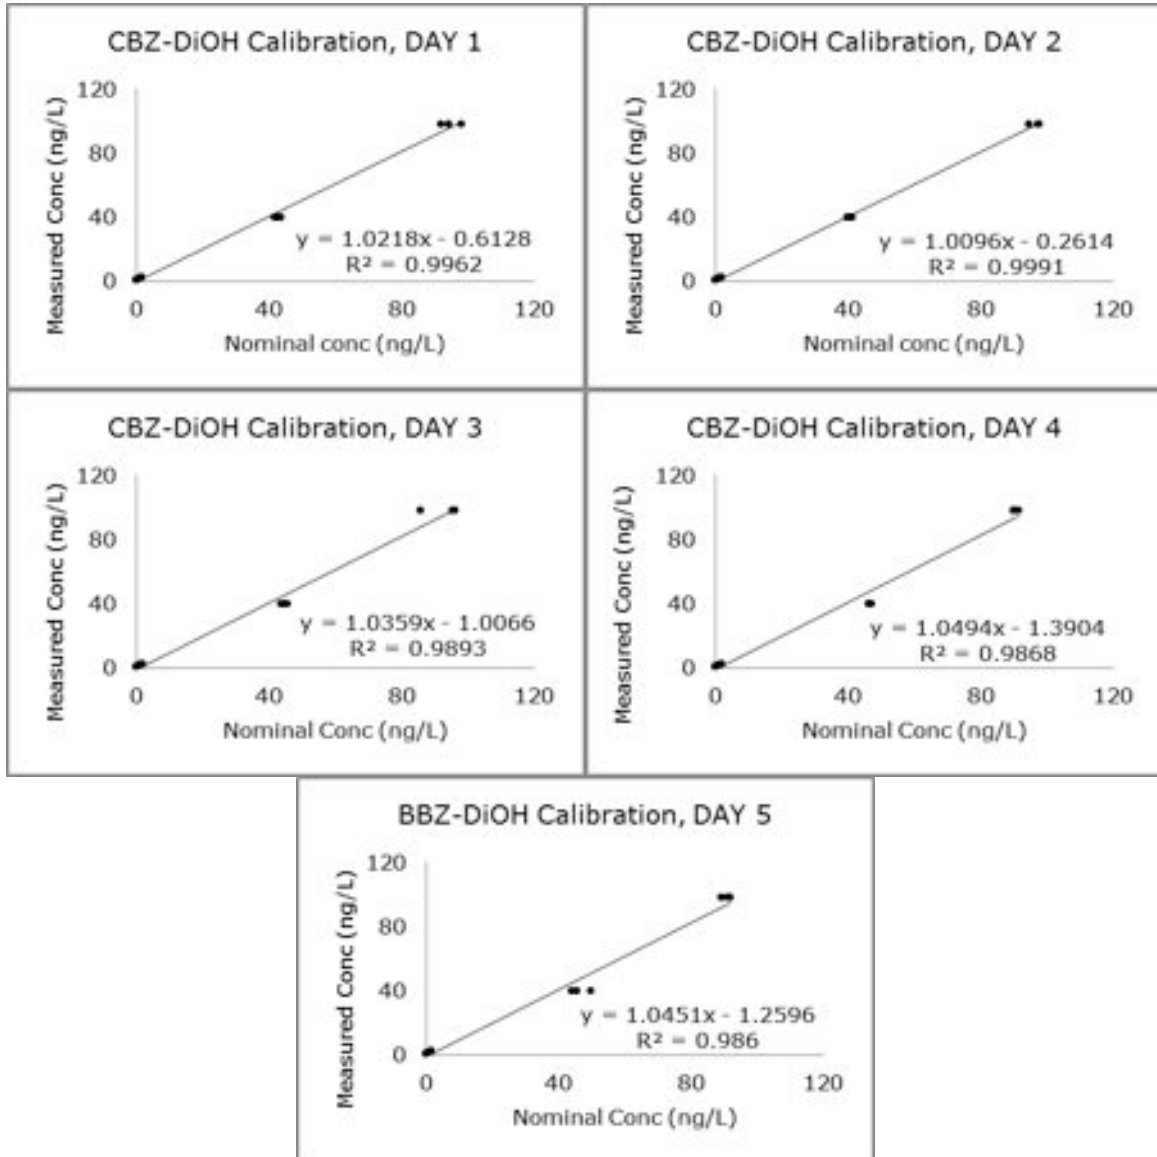 CBZ-DiOH Calibration, DAY 1
Measured Conc (ng/L)
120
80
40
0
y = 1.0218x - 0.6128
R² = 0.9962
0 40 80 120
Nominal conc (ng/L)
CBZ-DiOH Calibration, DAY 2
Measured Conc (ng/L)
120
80
40
0
y = 1.0096x - 0.2614
R² = 0.9991
0 40 80 120
Nominal conc (ng/L)
CBZ-DiOH Calibration, DAY 3
Measured Conc (ng/L)
120
80
40
0
y = 1.0359x - 1.0066
R² = 0.9893
0 40 80 120
Nominal Conc (ng/L)
CBZ-DiOH Calibration, DAY 4
Measured Conc (ng/L)
120
80
40
0
y = 1.0494x - 1.3904
R² = 0.9868
0 40 80 120
Nominal Conc (ng/L)
BBZ-DiOH Calibration, DAY 5
Measured Conc (ng/L)
120
80
40
0
y = 1.0451x - 1.2596
R² = 0.986
0 40 80 120
Nominal Conc (ng/L)